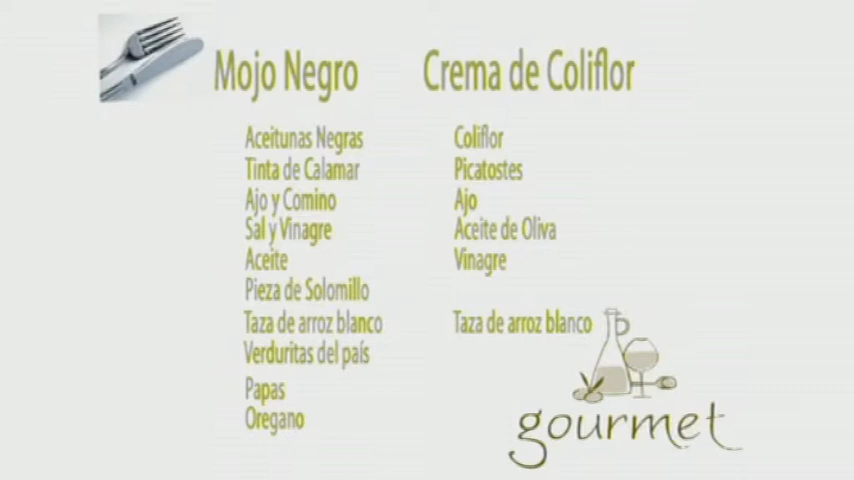 Mojo Negro
Aceitunas Negras
Tinta de Calamar
Ajo y Comino
Sal y Vinagre
Aceite
Pieza de Solomillo
Taza de arroz blanco
Verduritas del país
Papas
Oregano
Crema de Coliflor
Coliflor
Picatostes
Ajo
Aceite de Oliva
Vinagre
Taza de arroz blanco
gourmet